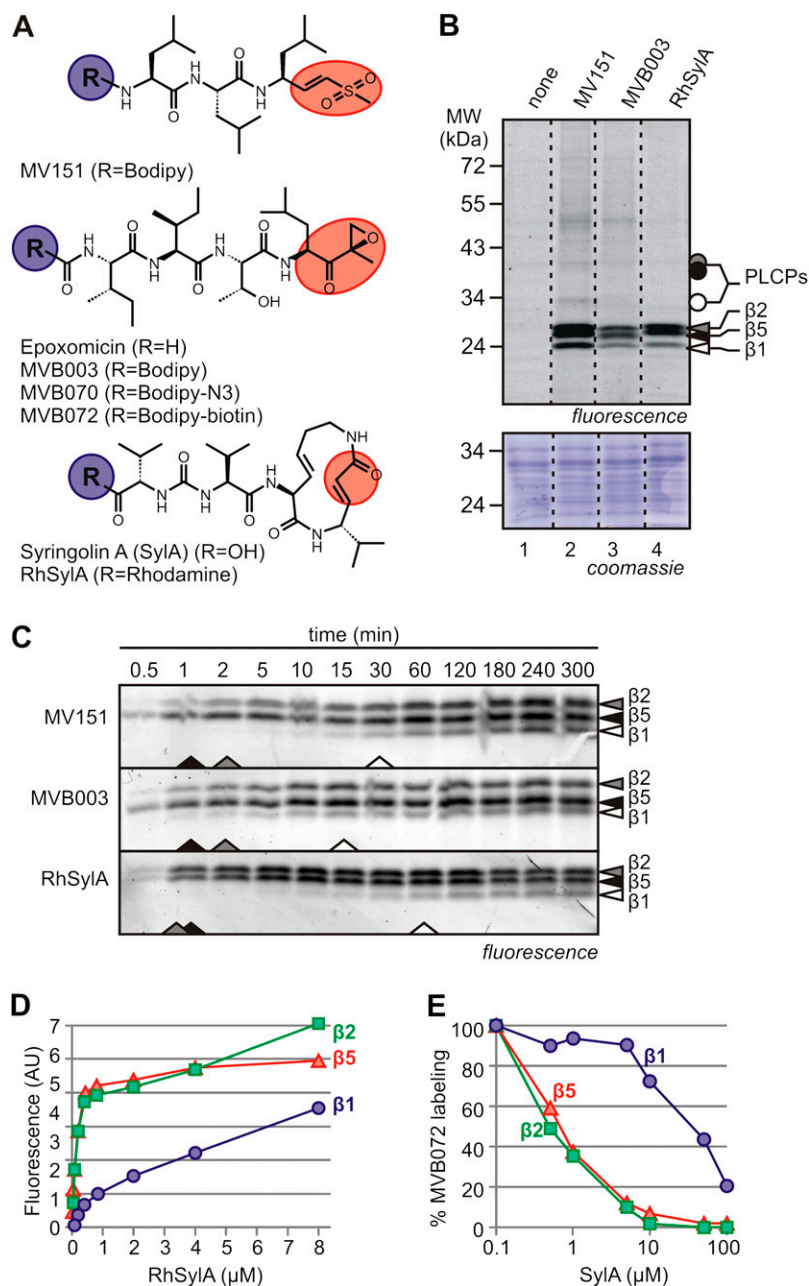 A
R
N
H
O
H
N
O
N
H
O
O
S
O
MV151 (R=Bodipy)
R
O
H
N
O
N
H
O
H
N
OH
O
N
H
O
O
Epoxomicin (R=H)
MVB003 (R=Bodipy)
MVB070 (R=Bodipy-N3)
MVB072 (R=Bodipy-biotin)
R
O
N
H
O
N
H
O
H
N
NH
O
O
N
H
Syringolin A (SylA) (R=OH)
RhSylA (R=Rhodamine)
B
none
MV151
MVB003
RhSylA
MW
(kDa)
72
55
43
34
24
PLCPs
β2
β5
β1
fluorescence
34
24
1 2 3 4
coomassie
C
time (min)
0.5 1 2 5 10 15 30 60 120 180 240 300
MV151
β2
β5
β1
MVB003
β2
β5
β1
RhSylA
β2
β5
β1
fluorescence
D
Fluorescence (AU)
7
6
5
4
3
2
1
0
β2
β5
β1
0 1 2 3 4 5 6 7 8
RhSylA (μM)
E
% MVB072 labeling
100
80
60
40
20
0
β1
β5
β2
0.1 1 10 100
SylA (μM)